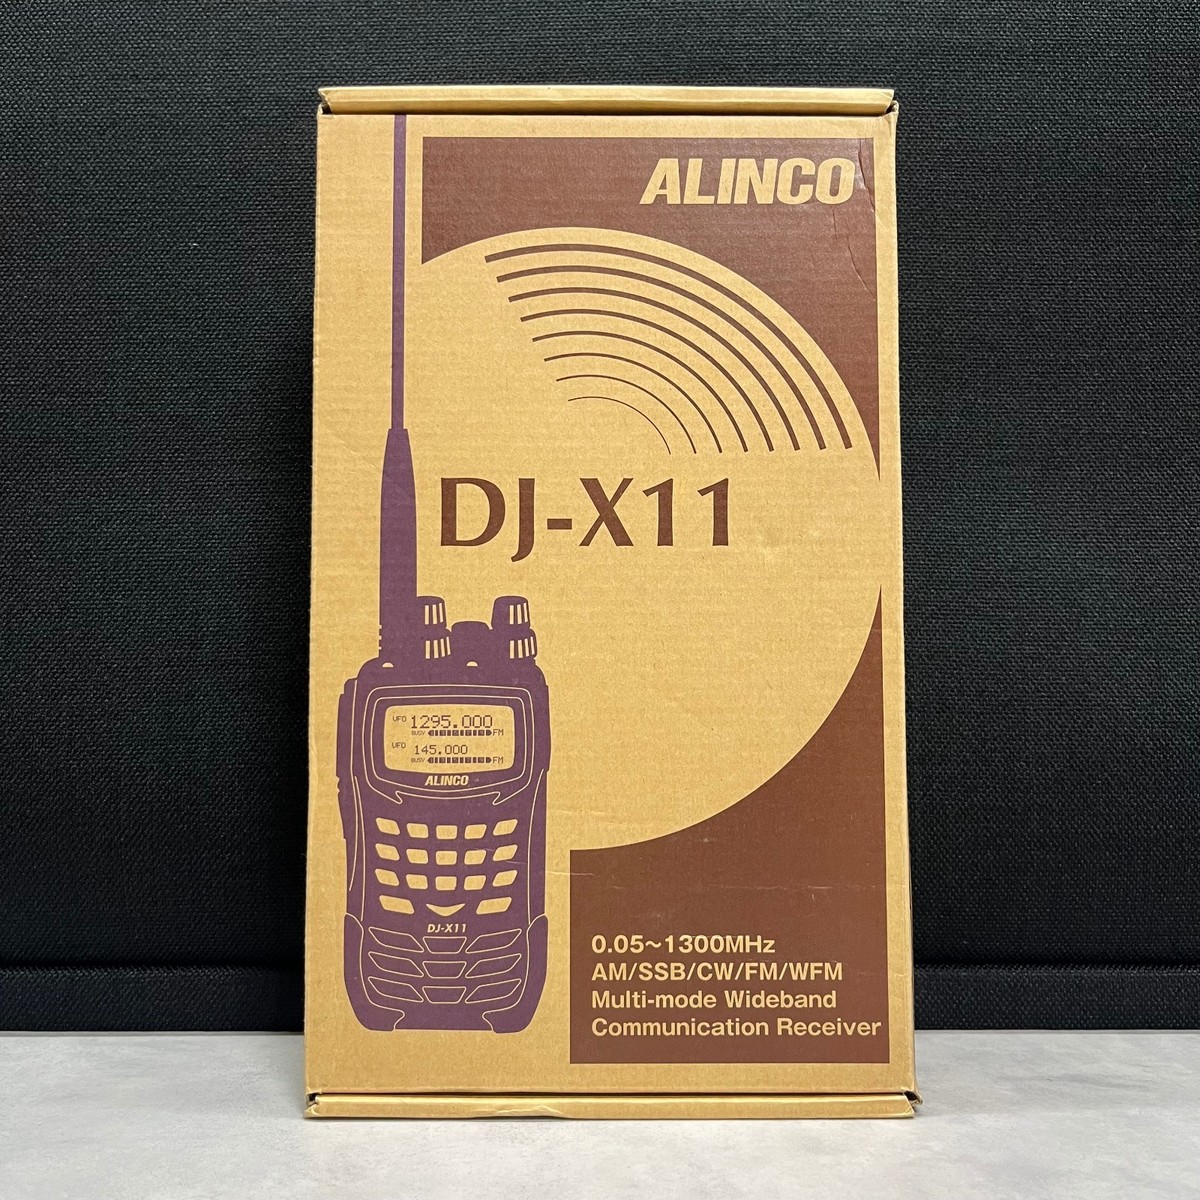 ALINCO
DJ-X11
VFO 1295.000
BUSY FM
VFO 145.000
BUSY FM
ALINCO
DJ-X11
0.05~1300MHz
AM/SSB/CW/FM/WFM
Multi-mode Wideband
Communication Receiver